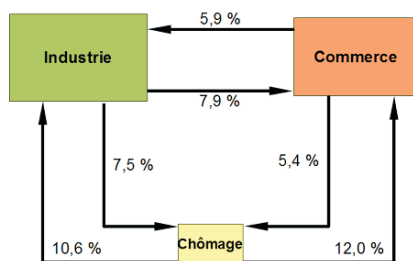 5,9 %
Industrie
Commerce
7,9 %
7,5 %
5,4 %
Chômage
10,6 %
12,0 %